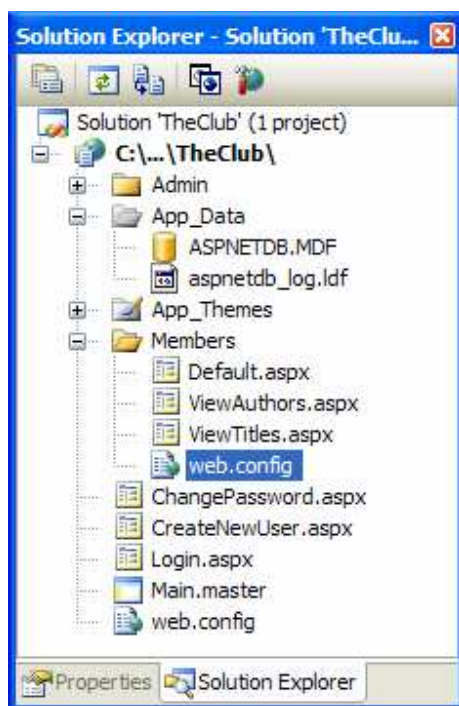 Solution Explorer - Solution 'TheClu...
Solution 'TheClub' (1 project)
C:\...\TheClub\
Admin
App_Data
ASPNETDB.MDF
aspnetdb_log.ldf
App_Themes
Members
Default.aspx
ViewAuthors.aspx
ViewTitles.aspx
web.config
ChangePassword.aspx
CreateNewUser.aspx
Login.aspx
Main.master
web.config
Properties Solution Explorer